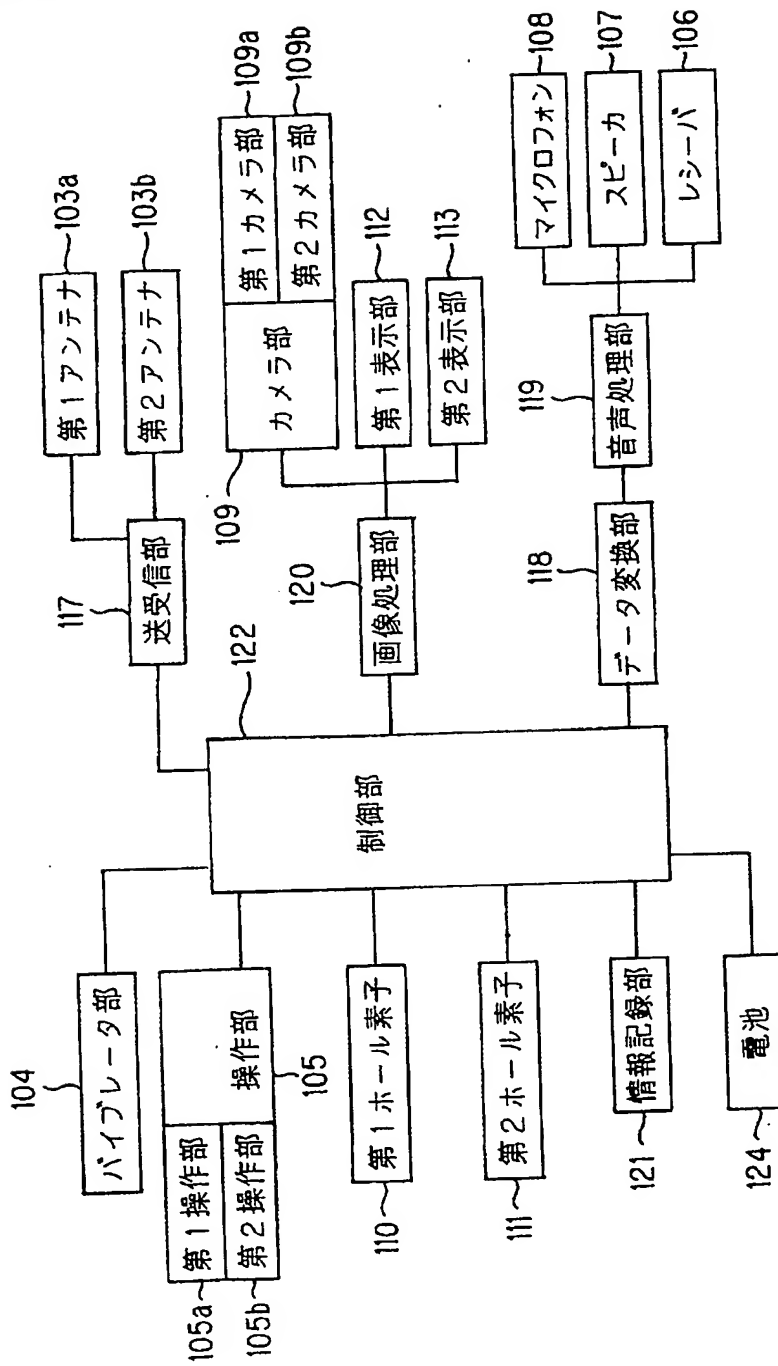 104
バイブレータ部
第1操作部
105a
第2操作部
105b
操作部
105
第1ホール素子
110
第2ホール素子
111
情報記録部
121
電池
124
制御部
122
送受信部
117
第1アンテナ
103a
第2アンテナ
103b
画像処理部
120
カメラ部
109
第1カメラ部
109a
第2カメラ部
109b
第1表示部
112
第2表示部
113
データ変換部
118
音声処理部
119
マイクロフォン
108
スピーカ
107
レシーバ
106